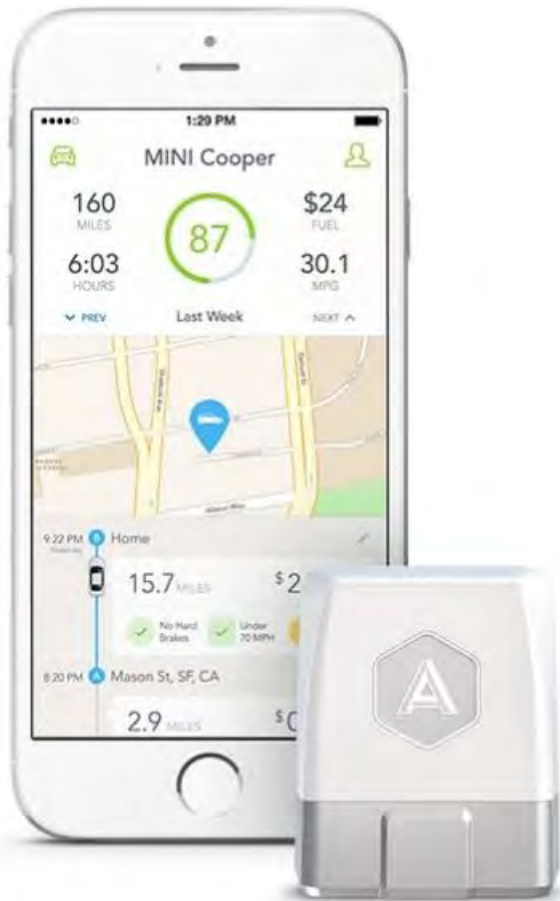 1:29 PM
MINI Cooper
160
MILES
87
$24
FUEL
6:03
HOURS
30.1
MPG
PREV
Last Week
NEXT
9:22 PM
B
Home
15.7 MILES
$2
No Hard
Brakes
Under
70 MPH
8:20 PM
A
Mason St, SF, CA
2.9 MILES
$0
A